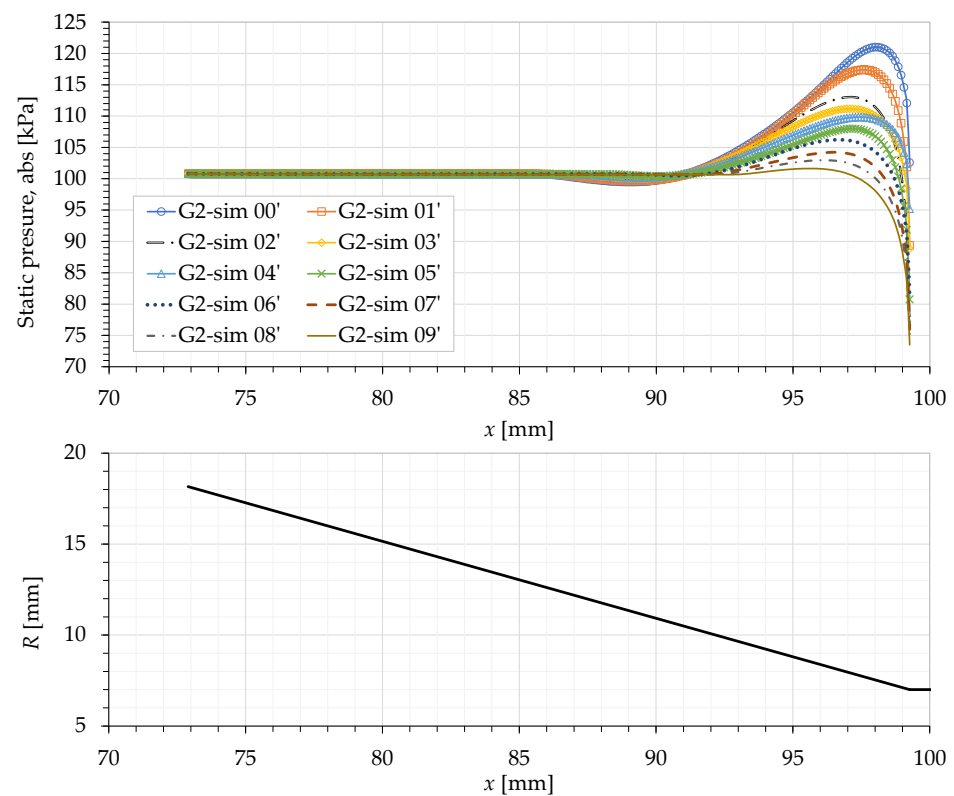 125
120
115
110
105
100
95
90
85
80
75
70
Static presure, abs [kPa]
G2-sim 00' G2-sim 01'
G2-sim 02' G2-sim 03'
G2-sim 04' G2-sim 05'
G2-sim 06' G2-sim 07'
G2-sim 08' G2-sim 09'
70 75 80 85 90 95 100
x [mm]
20
15
10
5
R [mm]
70 75 80 85 90 95 100
x [mm]